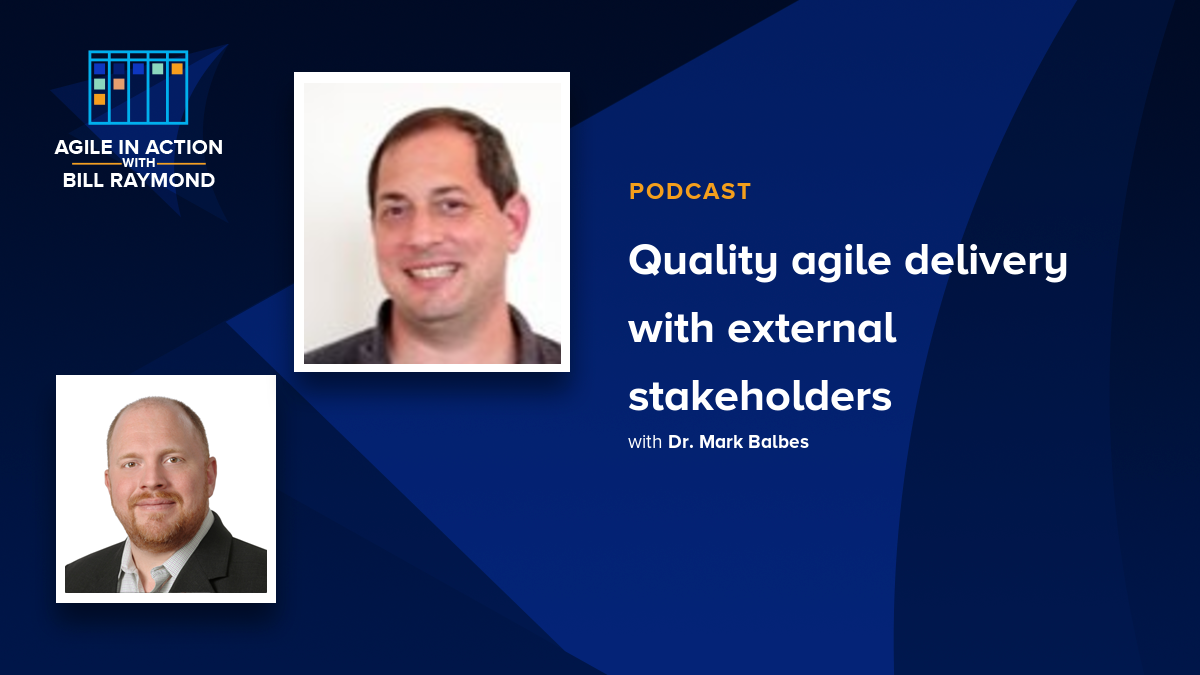 AGILE IN ACTION
WITH
BILL RAYMOND
PODCAST
Quality agile delivery
with external
stakeholders
with Dr. Mark Balbes